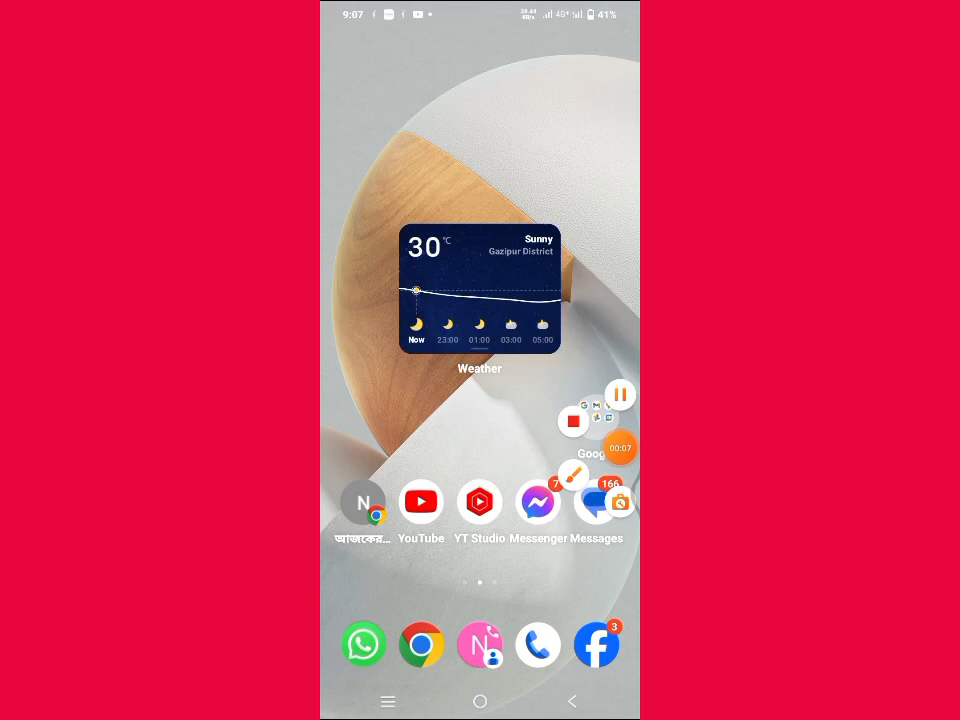 9:07
4G+
41%
30°C
Sunny
Gazipur District
Now 23:00 01:00 03:00 05:00
Weather
00:07
7
166
N
আজকের...
YouTube
YT Studio
Messenger
Messages
N
3